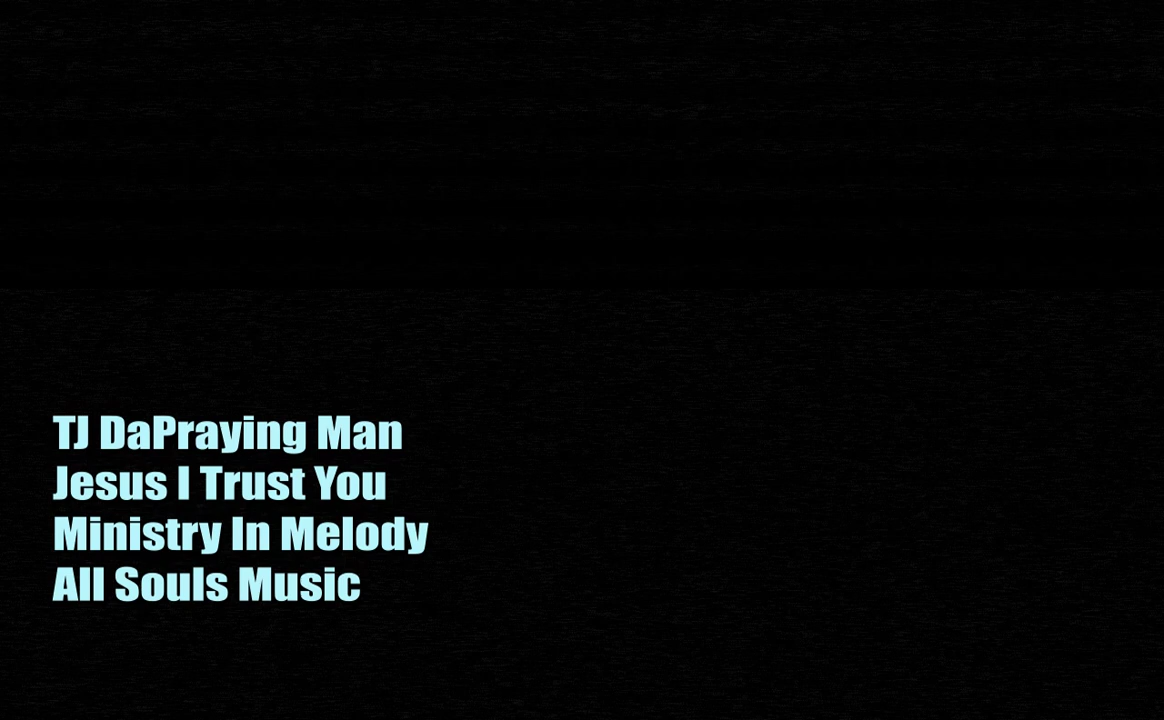 TJ DaPraying Man
Jesus I Trust You
Ministry In Melody
All Souls Music